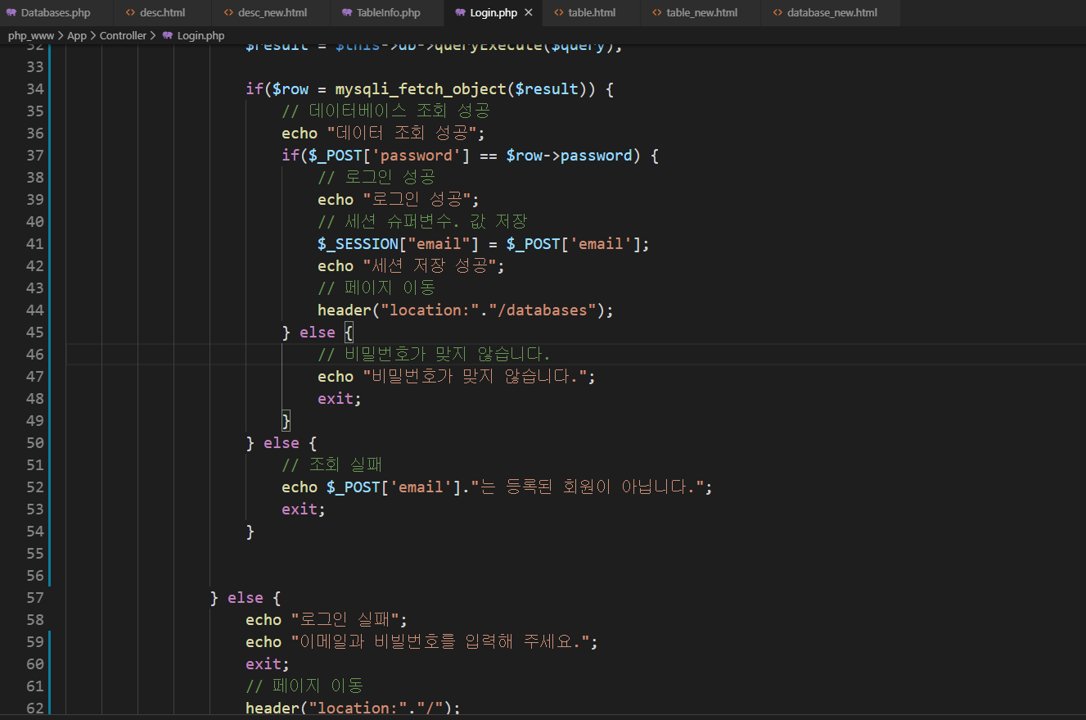 Databases.php desc.html desc_new.html TableInfo.php Login.php table.html table_new.html database_new.html
php_www > App > Controller > Login.php
32 $result = $this->db->queryExecute($query);
33
34 if($row = mysqli_fetch_object($result)) {
35 // 데이터베이스 조회 성공
36 echo "데이터 조회 성공";
37 if($_POST['password'] == $row->password) {
38 // 로그인 성공
39 echo "로그인 성공";
40 // 세션 슈퍼변수. 값 저장
41 $_SESSION["email"] = $_POST['email'];
42 echo "세션 저장 성공";
43 // 페이지 이동
44 header("location:"."/databases");
45 } else {
46 // 비밀번호가 맞지 않습니다.
47 echo "비밀번호가 맞지 않습니다.";
48 exit;
49 }
50 } else {
51 // 조회 실패
52 echo $_POST['email']."는 등록된 회원이 아닙니다.";
53 exit;
54 }
55
56
57 } else {
58 echo "로그인 실패";
59 echo "이메일과 비빌번호를 입력해 주세요.";
60 exit;
61 // 페이지 이동
62 header("location:"."/");